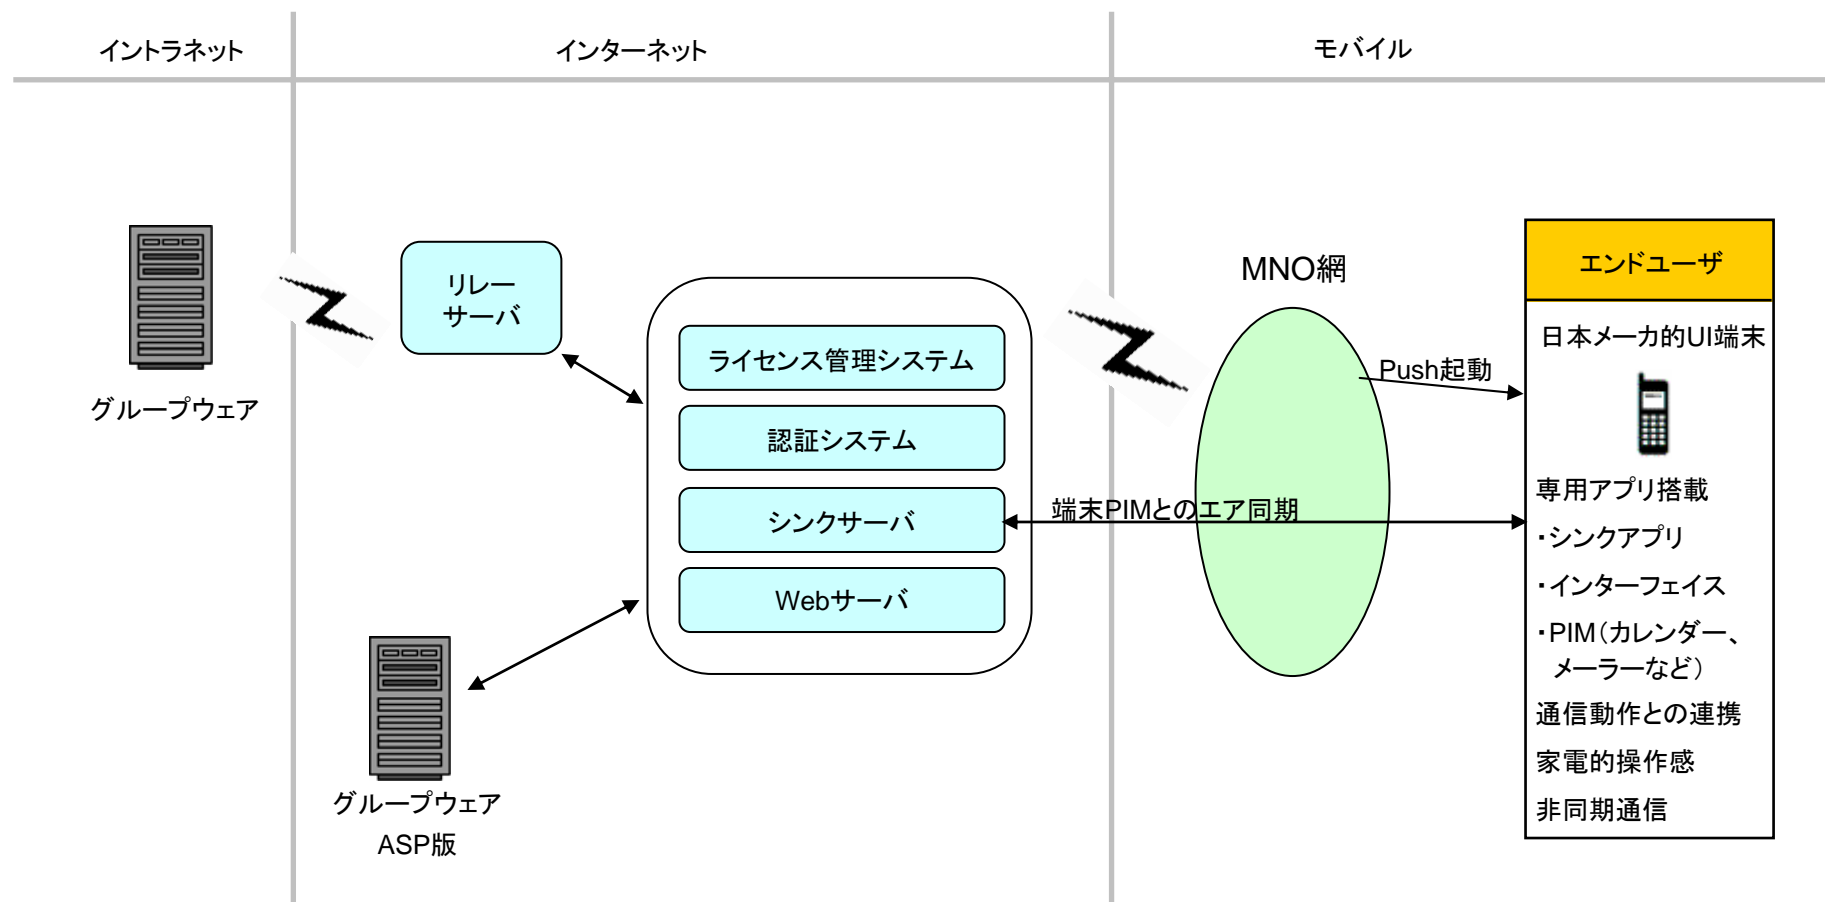 イントラネット
インターネット
モバイル
グループウェア
リレー
サーバ
ライセンス管理システム
認証システム
シンクサーバ
Webサーバ
グループウェア
ASP版
MNO網
Push起動
端末PIMとのエア同期
エンドユーザ
日本メーカ的UI端末
専用アプリ搭載
・シンクアプリ
・インターフェイス
・PIM（カレンダー、
メーラーなど）
通信動作との連携
家電的操作感
非同期通信